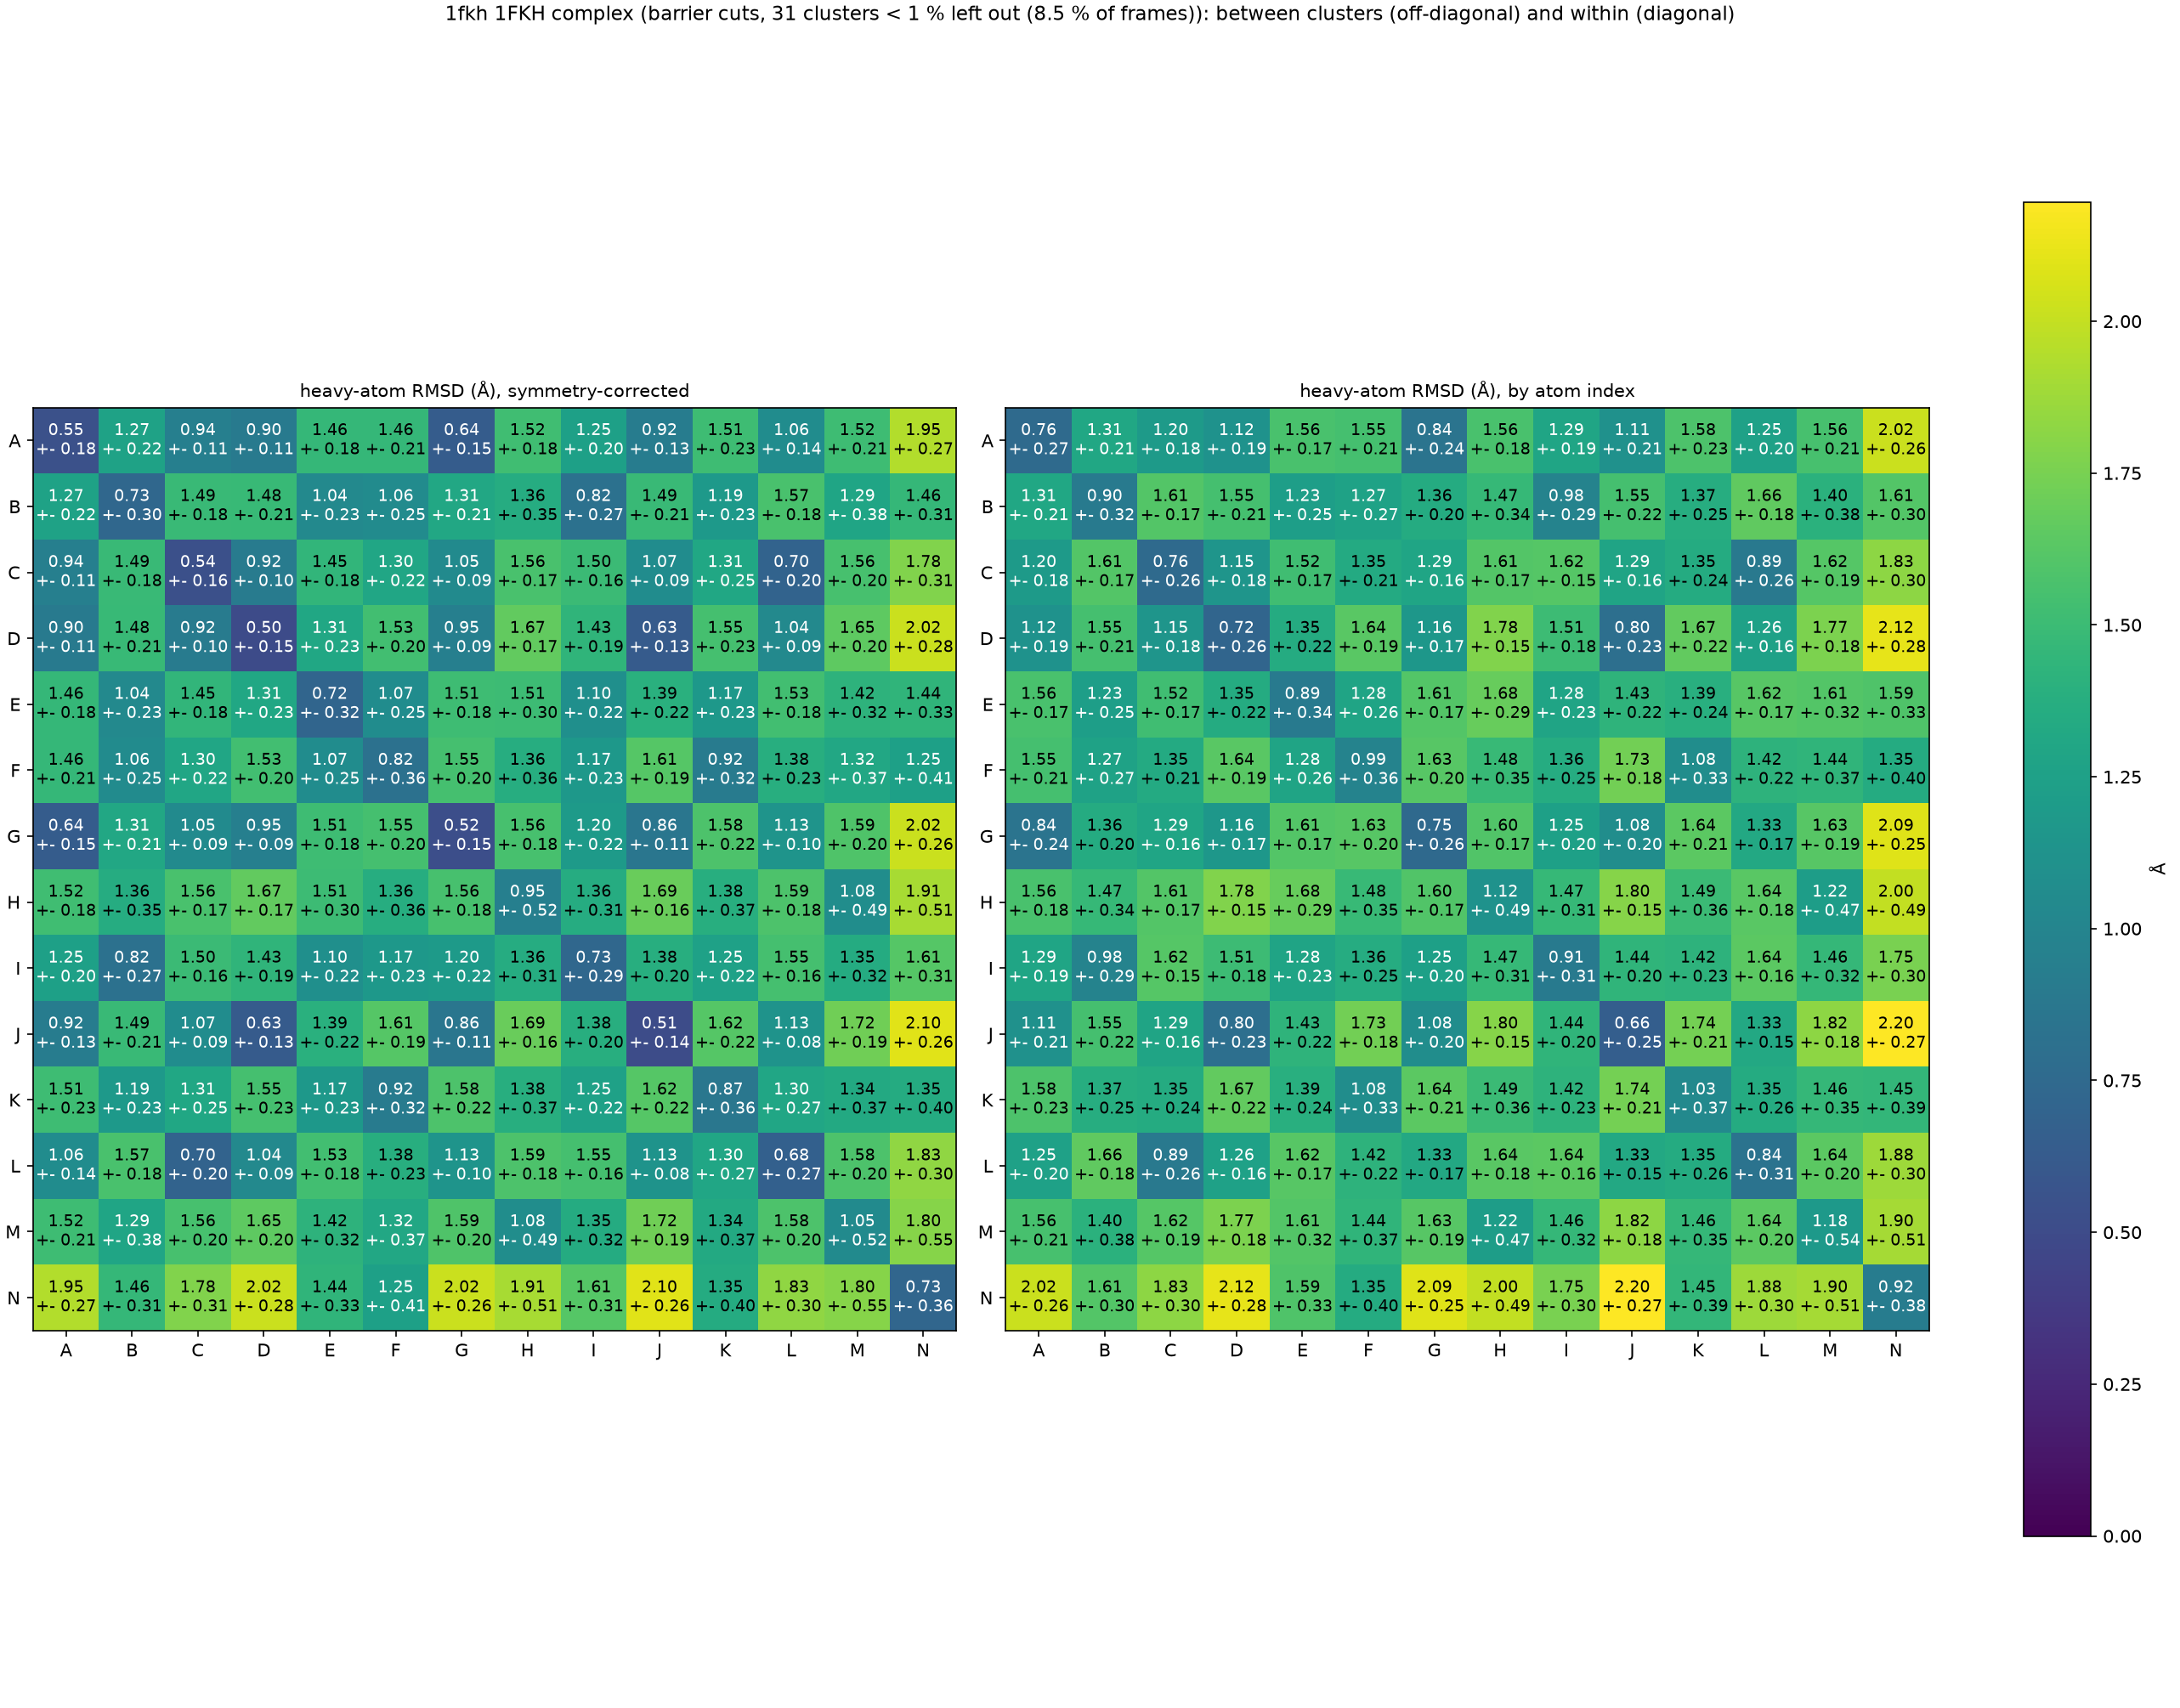 1fkh 1FKH complex (barrier cuts, 31 clusters < 1 % left out (8.5 % of frames)): between clusters (off-diagonal) and within (diagonal)
heavy-atom RMSD (Å), symmetry-corrected
A 0.55 1.27 0.94 0.90 1.46 1.46 0.64 1.52 1.25 0.92 1.51 1.06 1.52 1.95
+- 0.18 +- 0.22 +- 0.11 +- 0.11 +- 0.18 +- 0.21 +- 0.15 +- 0.18 +- 0.20 +- 0.13 +- 0.23 +- 0.14 +- 0.21 +- 0.27
B 1.27 0.73 1.49 1.48 1.04 1.06 1.31 1.36 0.82 1.49 1.19 1.57 1.29 1.46
+- 0.22 +- 0.30 +- 0.18 +- 0.21 +- 0.23 +- 0.25 +- 0.21 +- 0.35 +- 0.27 +- 0.21 +- 0.23 +- 0.18 +- 0.38 +- 0.31
C 0.94 1.49 0.54 0.92 1.45 1.30 1.05 1.56 1.50 1.07 1.31 0.70 1.56 1.78
+- 0.11 +- 0.18 +- 0.16 +- 0.10 +- 0.18 +- 0.22 +- 0.09 +- 0.17 +- 0.16 +- 0.09 +- 0.25 +- 0.20 +- 0.20 +- 0.31
D 0.90 1.48 0.92 0.50 1.31 1.53 0.95 1.67 1.43 0.63 1.55 1.04 1.65 2.02
+- 0.11 +- 0.21 +- 0.10 +- 0.15 +- 0.23 +- 0.20 +- 0.09 +- 0.17 +- 0.19 +- 0.13 +- 0.23 +- 0.09 +- 0.20 +- 0.28
E 1.46 1.04 1.45 1.31 0.72 1.07 1.51 1.51 1.10 1.39 1.17 1.53 1.42 1.44
+- 0.18 +- 0.23 +- 0.18 +- 0.23 +- 0.32 +- 0.25 +- 0.18 +- 0.30 +- 0.22 +- 0.22 +- 0.23 +- 0.18 +- 0.32 +- 0.33
F 1.46 1.06 1.30 1.53 1.07 0.82 1.55 1.36 1.17 1.61 0.92 1.38 1.32 1.25
+- 0.21 +- 0.25 +- 0.22 +- 0.20 +- 0.25 +- 0.36 +- 0.20 +- 0.36 +- 0.23 +- 0.19 +- 0.32 +- 0.23 +- 0.37 +- 0.41
G 0.64 1.31 1.05 0.95 1.51 1.55 0.52 1.56 1.20 0.86 1.58 1.13 1.59 2.02
+- 0.15 +- 0.21 +- 0.09 +- 0.09 +- 0.18 +- 0.20 +- 0.15 +- 0.18 +- 0.22 +- 0.11 +- 0.22 +- 0.10 +- 0.20 +- 0.26
H 1.52 1.36 1.56 1.67 1.51 1.36 1.56 0.95 1.36 1.69 1.38 1.59 1.08 1.91
+- 0.18 +- 0.35 +- 0.17 +- 0.17 +- 0.30 +- 0.36 +- 0.18 +- 0.52 +- 0.31 +- 0.16 +- 0.37 +- 0.18 +- 0.49 +- 0.51
I 1.25 0.82 1.50 1.43 1.10 1.17 1.20 1.36 0.73 1.38 1.25 1.55 1.35 1.61
+- 0.20 +- 0.27 +- 0.16 +- 0.19 +- 0.22 +- 0.23 +- 0.22 +- 0.31 +- 0.29 +- 0.20 +- 0.22 +- 0.16 +- 0.32 +- 0.31
J 0.92 1.49 1.07 0.63 1.39 1.61 0.86 1.69 1.38 0.51 1.62 1.13 1.72 2.10
+- 0.13 +- 0.21 +- 0.09 +- 0.13 +- 0.22 +- 0.19 +- 0.11 +- 0.16 +- 0.20 +- 0.14 +- 0.22 +- 0.08 +- 0.19 +- 0.26
K 1.51 1.19 1.31 1.55 1.17 0.92 1.58 1.38 1.25 1.62 0.87 1.30 1.34 1.35
+- 0.23 +- 0.23 +- 0.25 +- 0.23 +- 0.23 +- 0.32 +- 0.22 +- 0.37 +- 0.22 +- 0.22 +- 0.36 +- 0.27 +- 0.37 +- 0.40
L 1.06 1.57 0.70 1.04 1.53 1.38 1.13 1.59 1.55 1.13 1.30 0.68 1.58 1.83
+- 0.14 +- 0.18 +- 0.20 +- 0.09 +- 0.18 +- 0.23 +- 0.10 +- 0.18 +- 0.16 +- 0.08 +- 0.27 +- 0.27 +- 0.20 +- 0.30
M 1.52 1.29 1.56 1.65 1.42 1.32 1.59 1.08 1.35 1.72 1.34 1.58 1.05 1.80
+- 0.21 +- 0.38 +- 0.20 +- 0.20 +- 0.32 +- 0.37 +- 0.20 +- 0.49 +- 0.32 +- 0.19 +- 0.37 +- 0.20 +- 0.52 +- 0.55
N 1.95 1.46 1.78 2.02 1.44 1.25 2.02 1.91 1.61 2.10 1.35 1.83 1.80 0.73
+- 0.27 +- 0.31 +- 0.31 +- 0.28 +- 0.33 +- 0.41 +- 0.26 +- 0.51 +- 0.31 +- 0.26 +- 0.40 +- 0.30 +- 0.55 +- 0.36
A B C D E F G H I J K L M N
heavy-atom RMSD (Å), by atom index
A 0.76 1.31 1.20 1.12 1.56 1.55 0.84 1.56 1.29 1.11 1.58 1.25 1.56 2.02
+- 0.27 +- 0.21 +- 0.18 +- 0.19 +- 0.17 +- 0.21 +- 0.24 +- 0.18 +- 0.19 +- 0.21 +- 0.23 +- 0.20 +- 0.21 +- 0.26
B 1.31 0.90 1.61 1.55 1.23 1.27 1.36 1.47 0.98 1.55 1.37 1.66 1.40 1.61
+- 0.21 +- 0.32 +- 0.17 +- 0.21 +- 0.25 +- 0.27 +- 0.20 +- 0.34 +- 0.29 +- 0.22 +- 0.25 +- 0.18 +- 0.38 +- 0.30
C 1.20 1.61 0.76 1.15 1.52 1.35 1.29 1.61 1.62 1.29 1.35 0.89 1.62 1.83
+- 0.18 +- 0.17 +- 0.26 +- 0.18 +- 0.17 +- 0.21 +- 0.16 +- 0.17 +- 0.15 +- 0.16 +- 0.24 +- 0.26 +- 0.19 +- 0.30
D 1.12 1.55 1.15 0.72 1.35 1.64 1.16 1.78 1.51 0.80 1.67 1.26 1.77 2.12
+- 0.19 +- 0.21 +- 0.18 +- 0.26 +- 0.22 +- 0.19 +- 0.17 +- 0.15 +- 0.18 +- 0.23 +- 0.22 +- 0.16 +- 0.18 +- 0.28
E 1.56 1.23 1.52 1.35 0.89 1.28 1.61 1.68 1.28 1.43 1.39 1.62 1.61 1.59
+- 0.17 +- 0.25 +- 0.17 +- 0.22 +- 0.34 +- 0.26 +- 0.17 +- 0.29 +- 0.23 +- 0.22 +- 0.24 +- 0.17 +- 0.32 +- 0.33
F 1.55 1.27 1.35 1.64 1.28 0.99 1.63 1.48 1.36 1.73 1.08 1.42 1.44 1.35
+- 0.21 +- 0.27 +- 0.21 +- 0.19 +- 0.26 +- 0.36 +- 0.20 +- 0.35 +- 0.25 +- 0.18 +- 0.33 +- 0.22 +- 0.37 +- 0.40
G 0.84 1.36 1.29 1.16 1.61 1.63 0.75 1.60 1.25 1.08 1.64 1.33 1.63 2.09
+- 0.24 +- 0.20 +- 0.16 +- 0.17 +- 0.17 +- 0.20 +- 0.26 +- 0.17 +- 0.20 +- 0.20 +- 0.21 +- 0.17 +- 0.19 +- 0.25
H 1.56 1.47 1.61 1.78 1.68 1.48 1.60 1.12 1.47 1.80 1.49 1.64 1.22 2.00
+- 0.18 +- 0.34 +- 0.17 +- 0.15 +- 0.29 +- 0.35 +- 0.17 +- 0.49 +- 0.31 +- 0.15 +- 0.36 +- 0.18 +- 0.47 +- 0.49
I 1.29 0.98 1.62 1.51 1.28 1.36 1.25 1.47 0.91 1.44 1.42 1.64 1.46 1.75
+- 0.19 +- 0.29 +- 0.15 +- 0.18 +- 0.23 +- 0.25 +- 0.20 +- 0.31 +- 0.31 +- 0.20 +- 0.23 +- 0.16 +- 0.32 +- 0.30
J 1.11 1.55 1.29 0.80 1.43 1.73 1.08 1.80 1.44 0.66 1.74 1.33 1.82 2.20
+- 0.21 +- 0.22 +- 0.16 +- 0.23 +- 0.22 +- 0.18 +- 0.20 +- 0.15 +- 0.20 +- 0.25 +- 0.21 +- 0.15 +- 0.18 +- 0.27
K 1.58 1.37 1.35 1.67 1.39 1.08 1.64 1.49 1.42 1.74 1.03 1.35 1.46 1.45
+- 0.23 +- 0.25 +- 0.24 +- 0.22 +- 0.24 +- 0.33 +- 0.21 +- 0.36 +- 0.23 +- 0.21 +- 0.37 +- 0.26 +- 0.35 +- 0.39
L 1.25 1.66 0.89 1.26 1.62 1.42 1.33 1.64 1.64 1.33 1.35 0.84 1.64 1.88
+- 0.20 +- 0.18 +- 0.26 +- 0.16 +- 0.17 +- 0.22 +- 0.17 +- 0.18 +- 0.16 +- 0.15 +- 0.26 +- 0.31 +- 0.20 +- 0.30
M 1.56 1.40 1.62 1.77 1.61 1.44 1.63 1.22 1.46 1.82 1.46 1.64 1.18 1.90
+- 0.21 +- 0.38 +- 0.19 +- 0.18 +- 0.32 +- 0.37 +- 0.19 +- 0.47 +- 0.32 +- 0.18 +- 0.35 +- 0.20 +- 0.54 +- 0.51
N 2.02 1.61 1.83 2.12 1.59 1.35 2.09 2.00 1.75 2.20 1.45 1.88 1.90 0.92
+- 0.26 +- 0.30 +- 0.30 +- 0.28 +- 0.33 +- 0.40 +- 0.25 +- 0.49 +- 0.30 +- 0.27 +- 0.39 +- 0.30 +- 0.51 +- 0.38
A B C D E F G H I J K L M N
2.00
1.75
1.50
1.25
1.00
0.75
0.50
0.25
0.00
Å